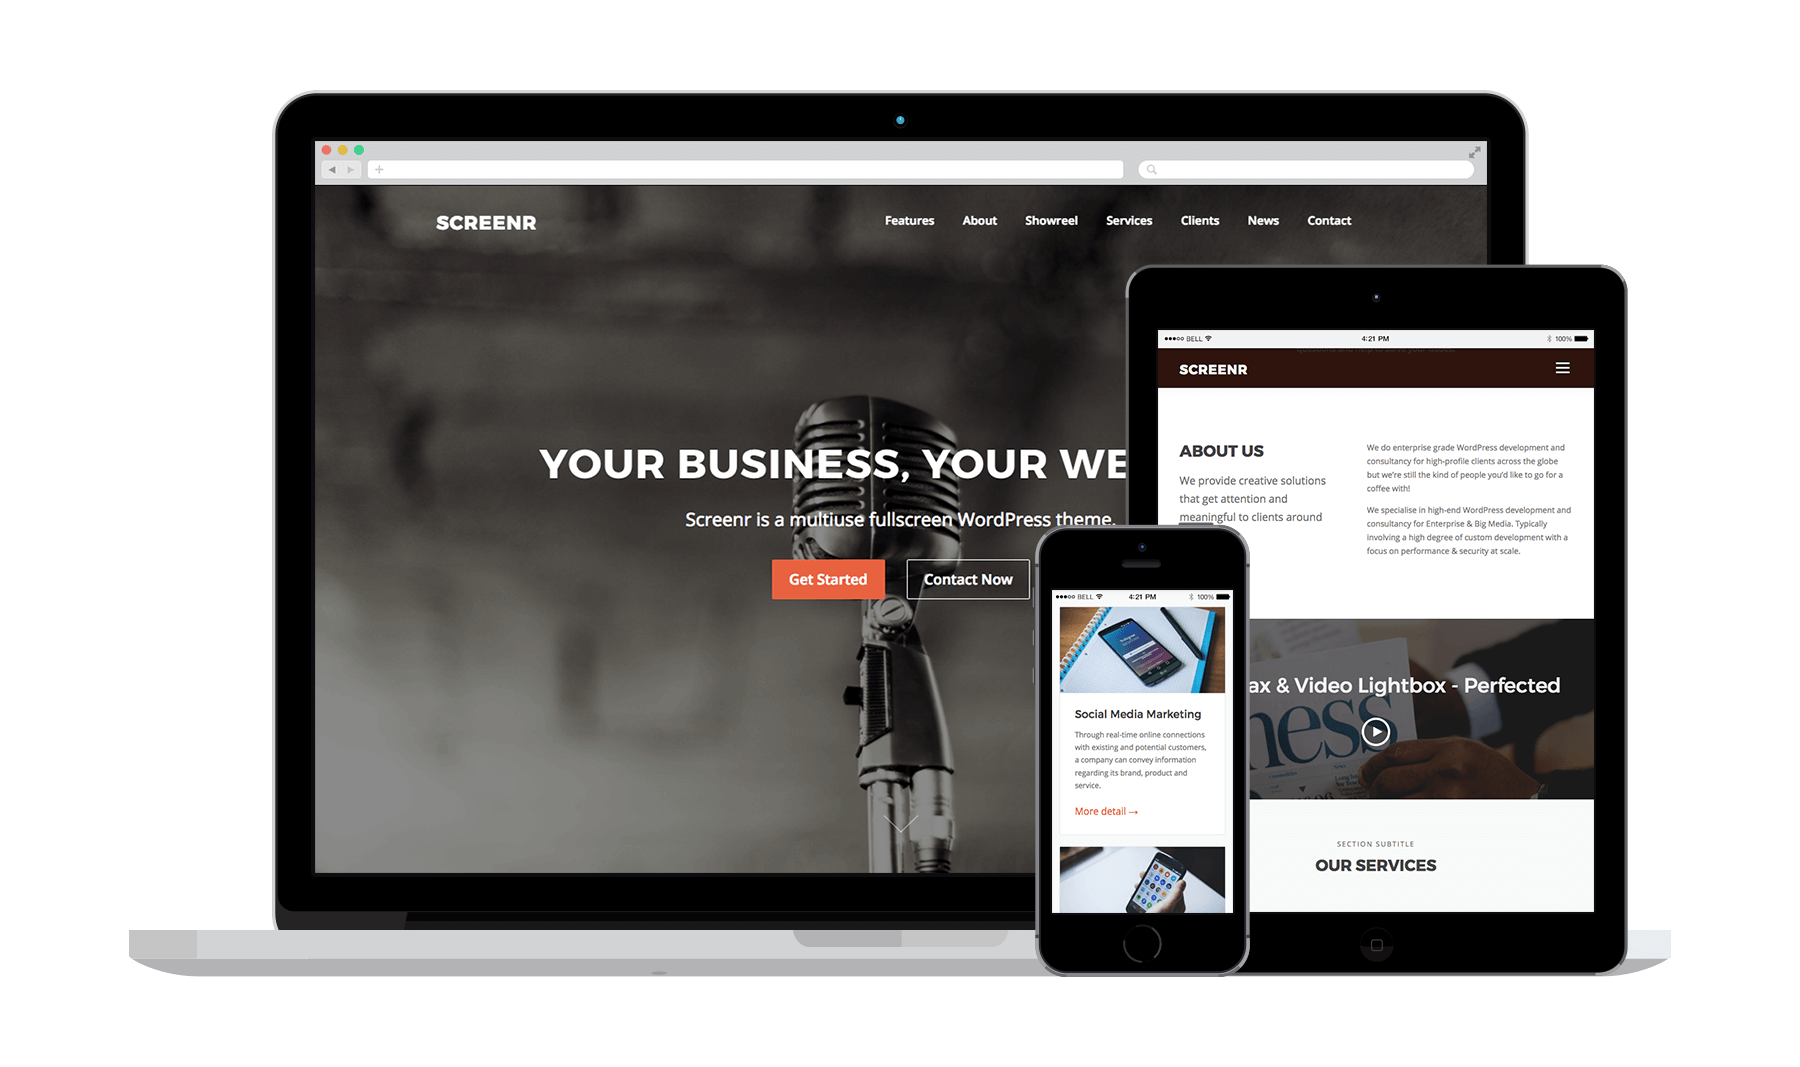 SCREENR
Features About Showreel Services Clients News Contact
YOUR BUSINESS, YOUR WE
Screenr is a multiuse fullscreen WordPress theme.
Get Started Contact Now
BELL 4:21 PM 100%
SCREENR
ABOUT US
We provide creative solutions
that get attention and
meaningful to clients around
We do enterprise grade WordPress development and
consultancy for high-profile clients across the globe
but we're still the kind of people you'd like to go for a
coffee with!
We specialise in high-end WordPress development and
consultancy for Enterprise & Big Media. Typically
involving a high degree of custom development with a
focus on performance & security at scale.
ax & Video Lightbox - Perfected
ness
SECTION SUBTITLE
OUR SERVICES
BELL 4:21 PM 100%
Social Media Marketing
Through real-time online connections
with existing and potential customers,
a company can convey information
regarding its brand, product and
service.
More detail →